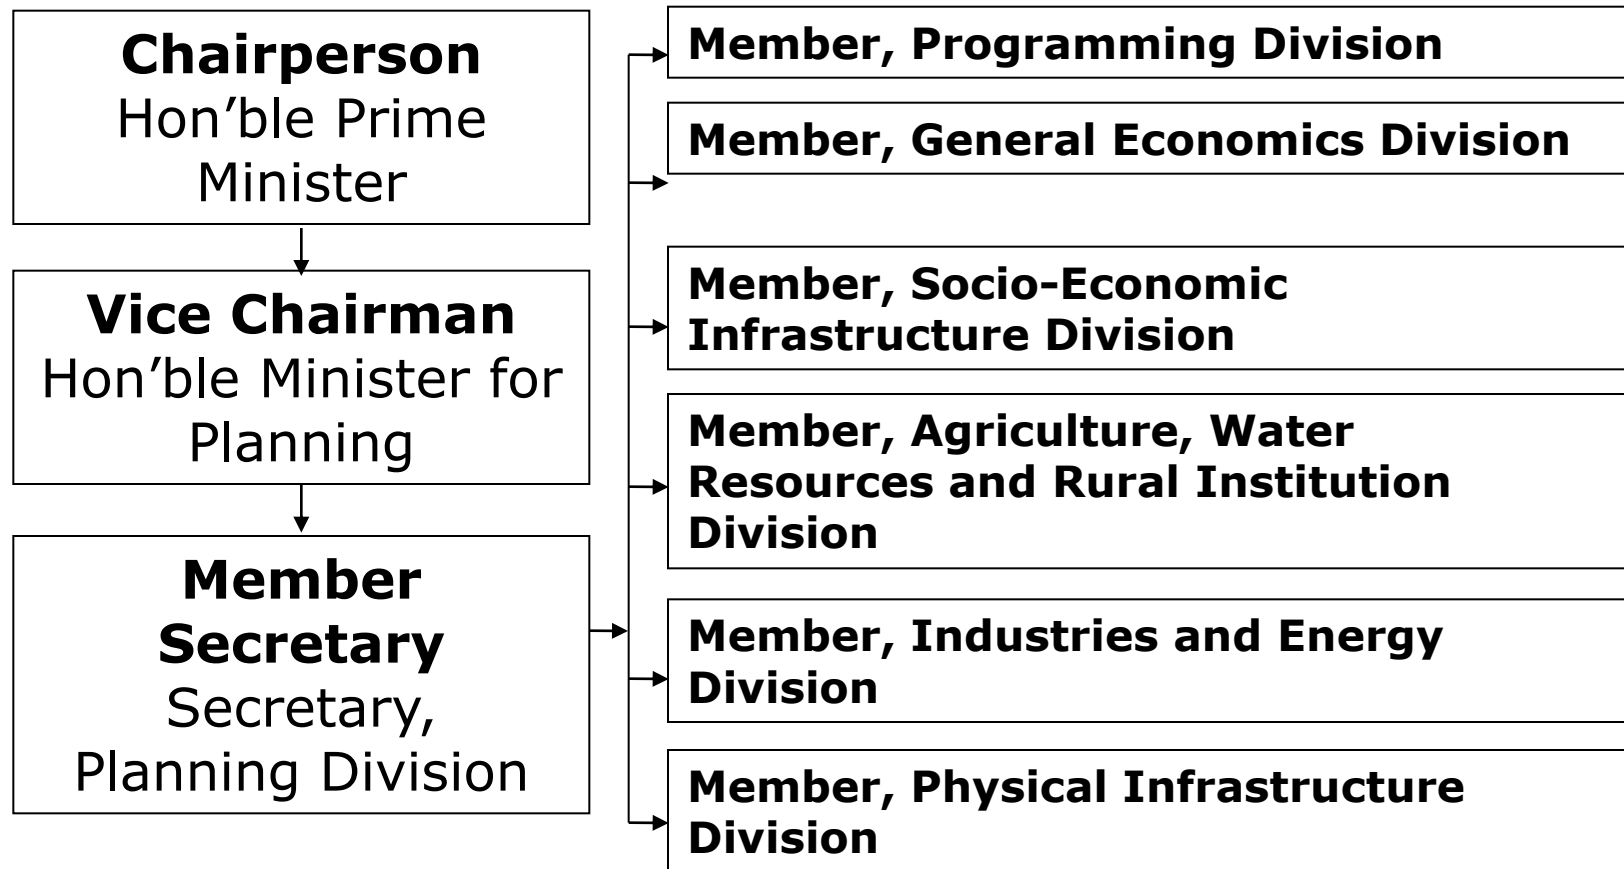 Chairperson
Hon’ble Prime
Minister
Vice Chairman
Hon’ble Minister for
Planning
Member
Secretary
Secretary,
Planning Division
Member, Programming Division
Member, General Economics Division
Member, Socio-Economic
Infrastructure Division
Member, Agriculture, Water
Resources and Rural Institution
Division
Member, Industries and Energy
Division
Member, Physical Infrastructure
Division